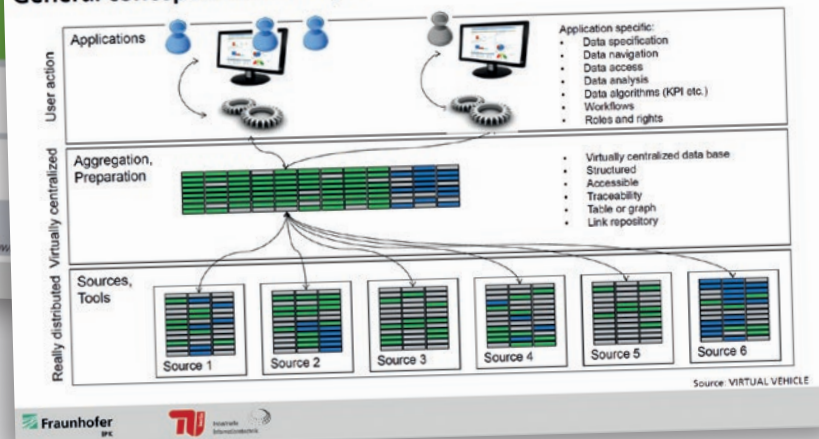 Applications
User action
Application specific:
• Data specification
• Data navigation
• Data access
• Data analysis
• Data algorithms (KPI etc.)
• Workflows
• Roles and rights
Aggregation,
Preparation
Virtually centralized
• Virtually centralized data base
• Structured
• Accessible
• Traceability
• Table or graph
• Link repository
Sources,
Tools
Really distributed
Source 1
Source 2
Source 3
Source 4
Source 5
Source 6
Source: VIRTUAL VEHICLE
Fraunhofer
IPK
Industrielle
Informationstechnik